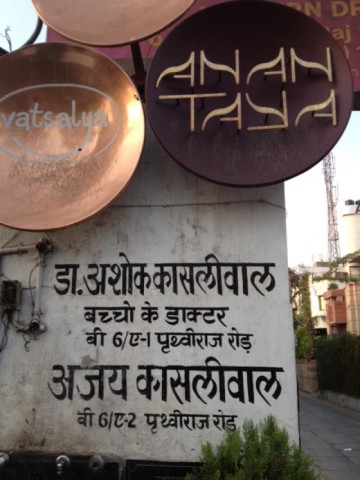 vatsalya
ANAN
TAYA
डा. अशोक कासलीवाल
बच्चो के डाक्टर
बी 6/ए-1 पृथ्वीराज रोड़
अजय कासलीवाल
बी 6/ए-2 पृथ्वीराज रोड़